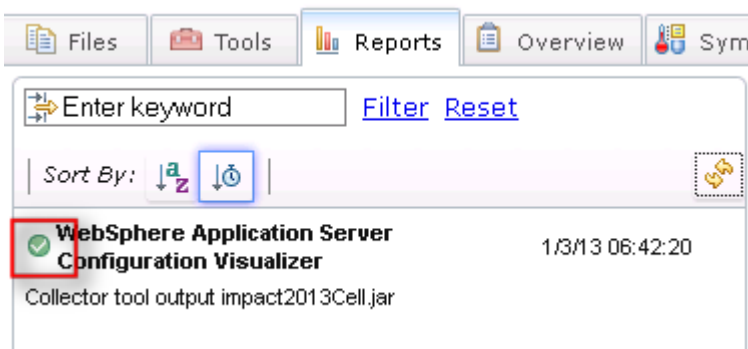 Files Tools Reports Overview Sym
Enter keyword Filter Reset
Sort By: a z
WebSphere Application Server
Configuration Visualizer 1/3/13 06:42:20
Collector tool output impact2013Cell.jar